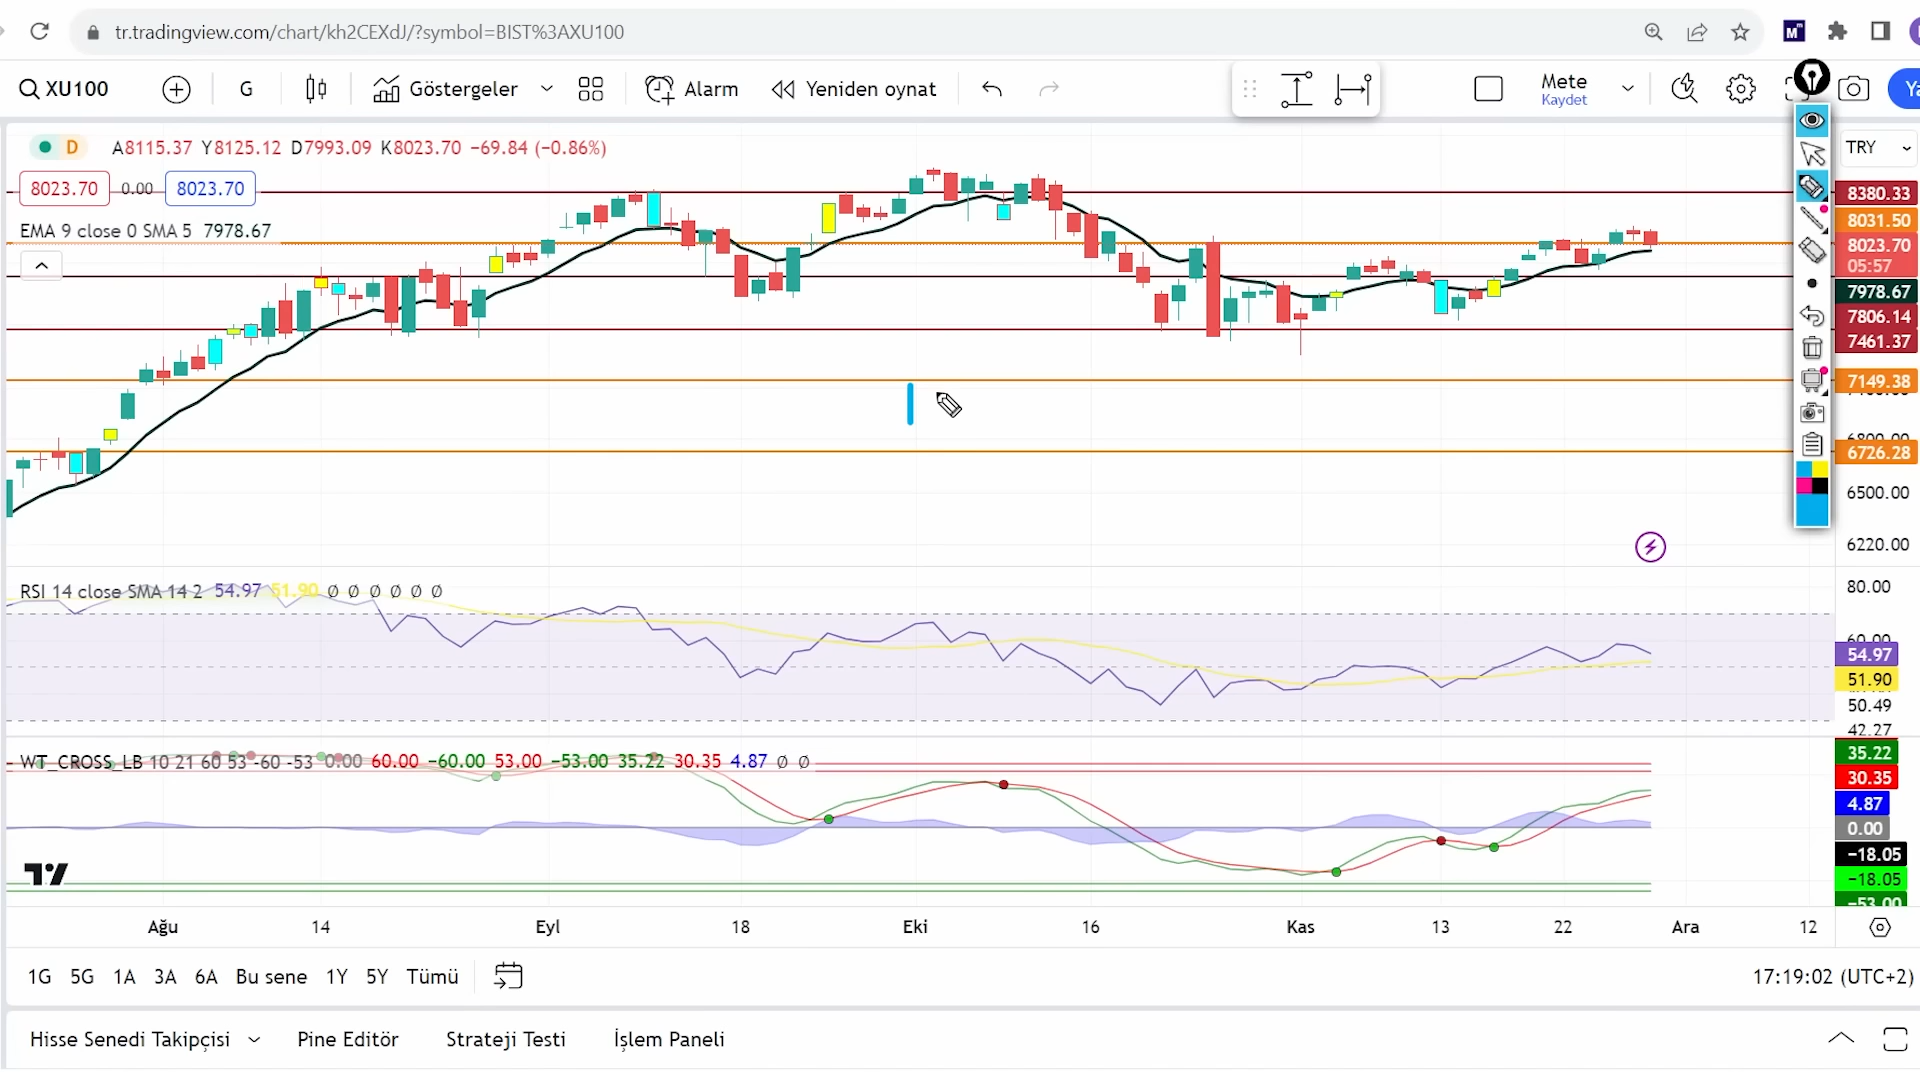 tr.tradingview.com/chart/kh2CEXdJ/?symbol=BIST%3AXU100
XU100 G Göstergeler Alarm Yeniden oynat Mete
Kaydet
D A8115.37 Y8125.12 D7993.09 K8023.70 −69.84 (−0.86%)
TRY
8023.70 0.00 8023.70
8380.33
8031.50
EMA 9 close 0 SMA 5 7978.67
8023.70
05:57
7978.67
7806.14
7461.37
7149.38
6726.28
6500.00
6220.00
RSI 14 close SMA 14 2 54.97 51.90 Ø Ø Ø Ø Ø Ø
80.00
60.00
54.97
51.90
50.49
42.27
WT_CROSS_LB 10 21 60 53 -60 -53 0.00 60.00 −60.00 53.00 −53.00 35.22 30.35 4.87 Ø Ø
35.22
30.35
4.87
0.00
−18.05
−18.05
−53.00
Ağu 14 Eyl 18 Eki 16 Kas 13 22 Ara 12
1G 5G 1A 3A 6A Bu sene 1Y 5Y Tümü 17:19:02 (UTC+2)
Hisse Senedi Takipçisi Pine Editör Strateji Testi İşlem Paneli